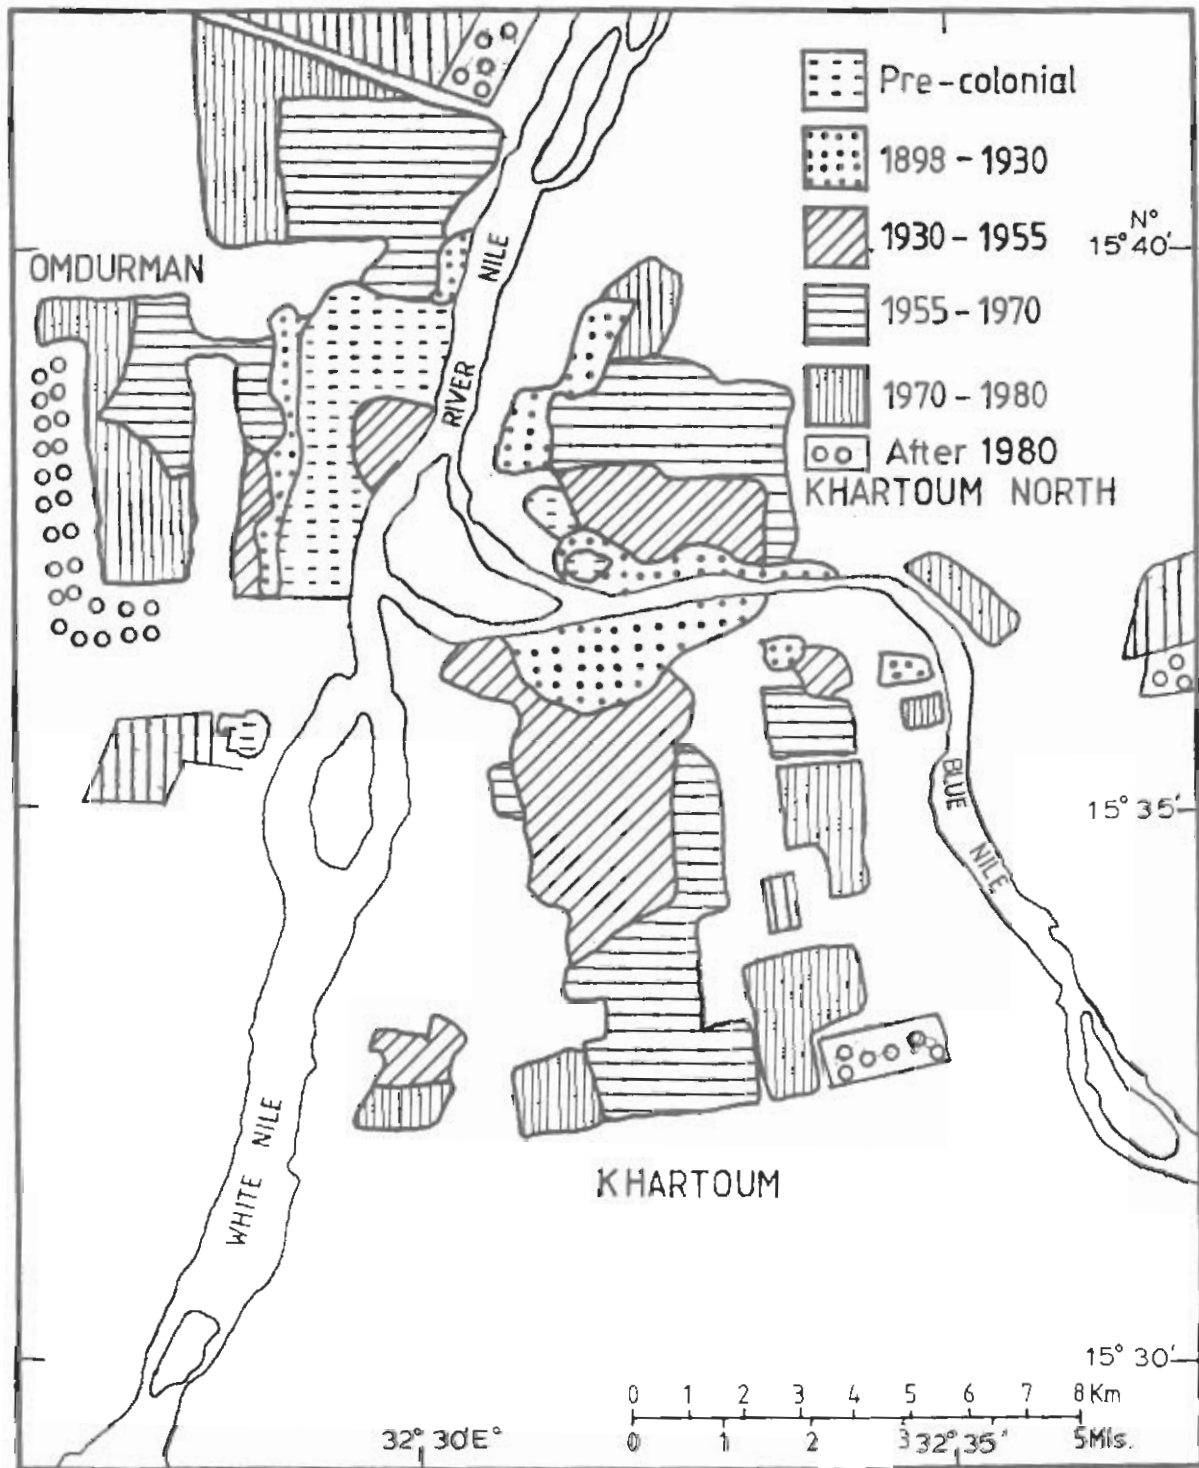 Pre-colonial
1898 - 1930
1930 - 1955
N°
15° 40'
OMDURMAN
RIVER NILE
1955 - 1970
1970 - 1980
After 1980
KHARTOUM NORTH
BLUE NILE
15° 35'
WHITE NILE
KHARTOUM
15° 30'
0 1 2 3 4 5 6 7 8 Km
32° 30' E°
0 1 2 3 32° 35' 5 Mls.